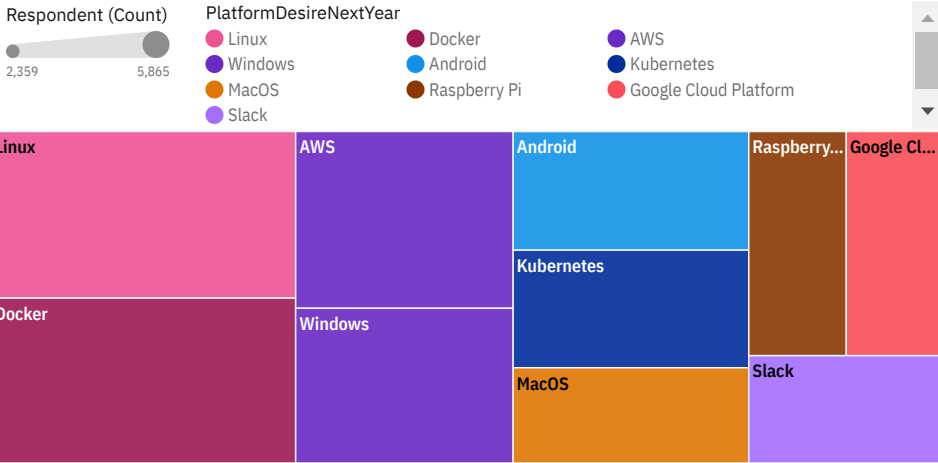 Respondent (Count)
2,359 5,865
PlatformDesireNextYear
Linux Docker AWS
Windows Android Kubernetes
MacOS Raspberry Pi Google Cloud Platform
Slack
Linux AWS Android Raspberry... Google Cl...
Kubernetes
Docker Windows
Slack
MacOS